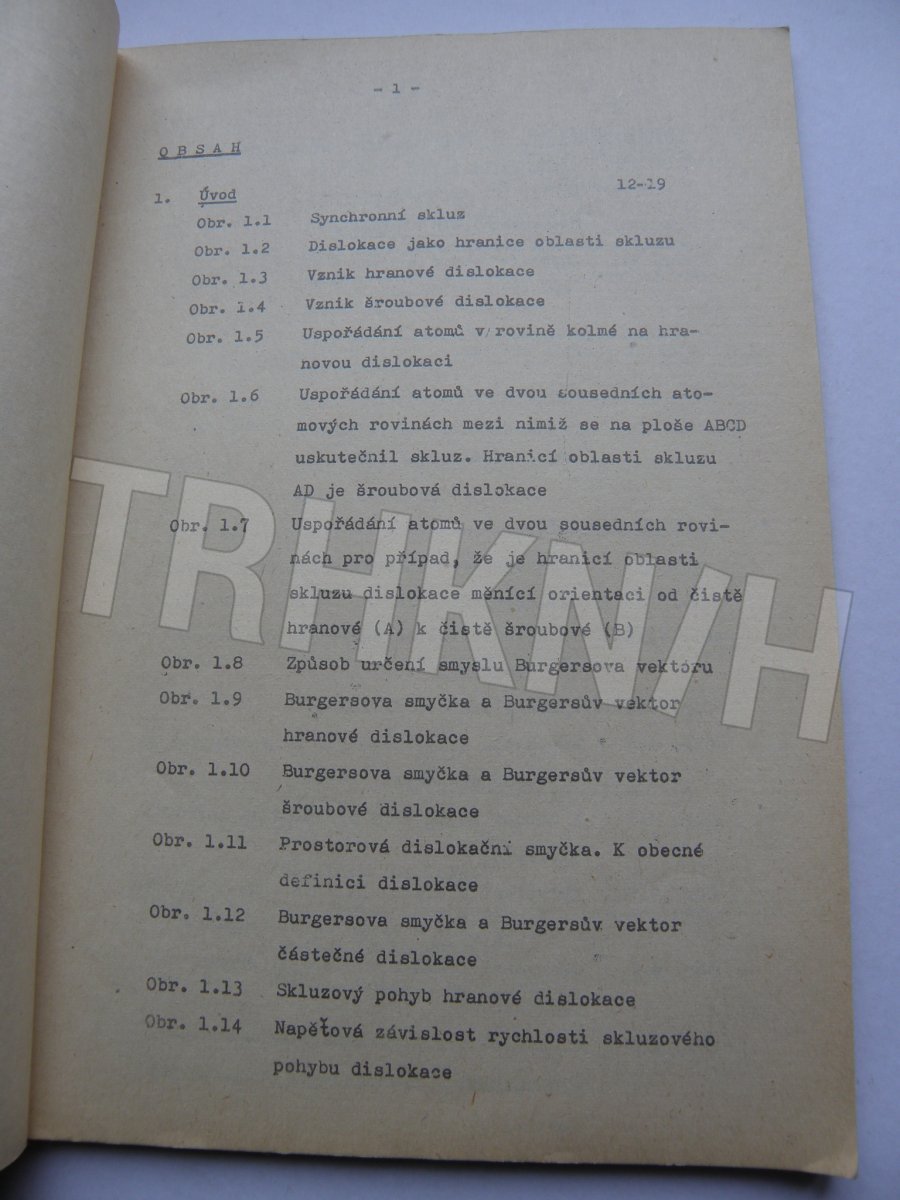 - 1 -
O B S A H
1. Úvod 12-19
Obr. 1.1 Synchronní skluz
Obr. 1.2 Dislokace jako hranice oblasti skluzu
Obr. 1.3 Vznik hranové dislokace
Obr. 1.4 Vznik šroubové dislokace
Obr. 1.5 Uspořádání atomů v rovině kolmé na hra-
novou dislokaci
Obr. 1.6 Uspořádání atomů ve dvou sousedních ato-
mových rovinách mezi nimiž se na ploše ABCD
uskutečnil skluz. Hranicí oblasti skluzu
AD je šroubová dislokace
Obr. 1.7 Uspořádání atomů ve dvou sousedních rovi-
nách pro případ, že je hranicí oblasti
skluzu dislokace měnící orientaci od čistě
hranové (A) k čistě šroubové (B)
Obr. 1.8 Způsob určení smyslu Burgersova vektoru
Obr. 1.9 Burgersova smyčka a Burgersův vektor
hranové dislokace
Obr. 1.10 Burgersova smyčka a Burgersův vektor
šroubové dislokace
Obr. 1.11 Prostorová dislokační smyčka. K obecné
definici dislokace
Obr. 1.12 Burgersova smyčka a Burgersův vektor
částečné dislokace
Obr. 1.13 Skluzový pohyb hranové dislokace
Obr. 1.14 Napěťová závislost rychlosti skluzového
pohybu dislokace
TRHKNIH